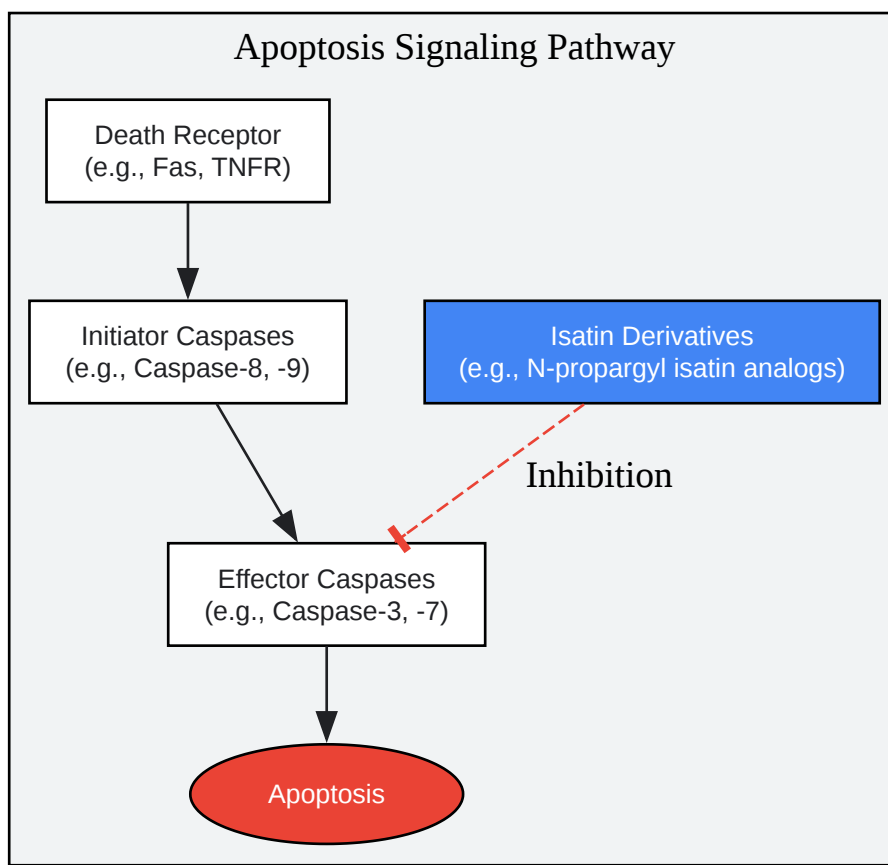 Apoptosis Signaling Pathway
Death Receptor
(e.g., Fas, TNFR)
Initiator Caspases
(e.g., Caspase-8, -9)
Isatin Derivatives
(e.g., N-propargyl isatin analogs)
Inhibition
Effector Caspases
(e.g., Caspase-3, -7)
Apoptosis